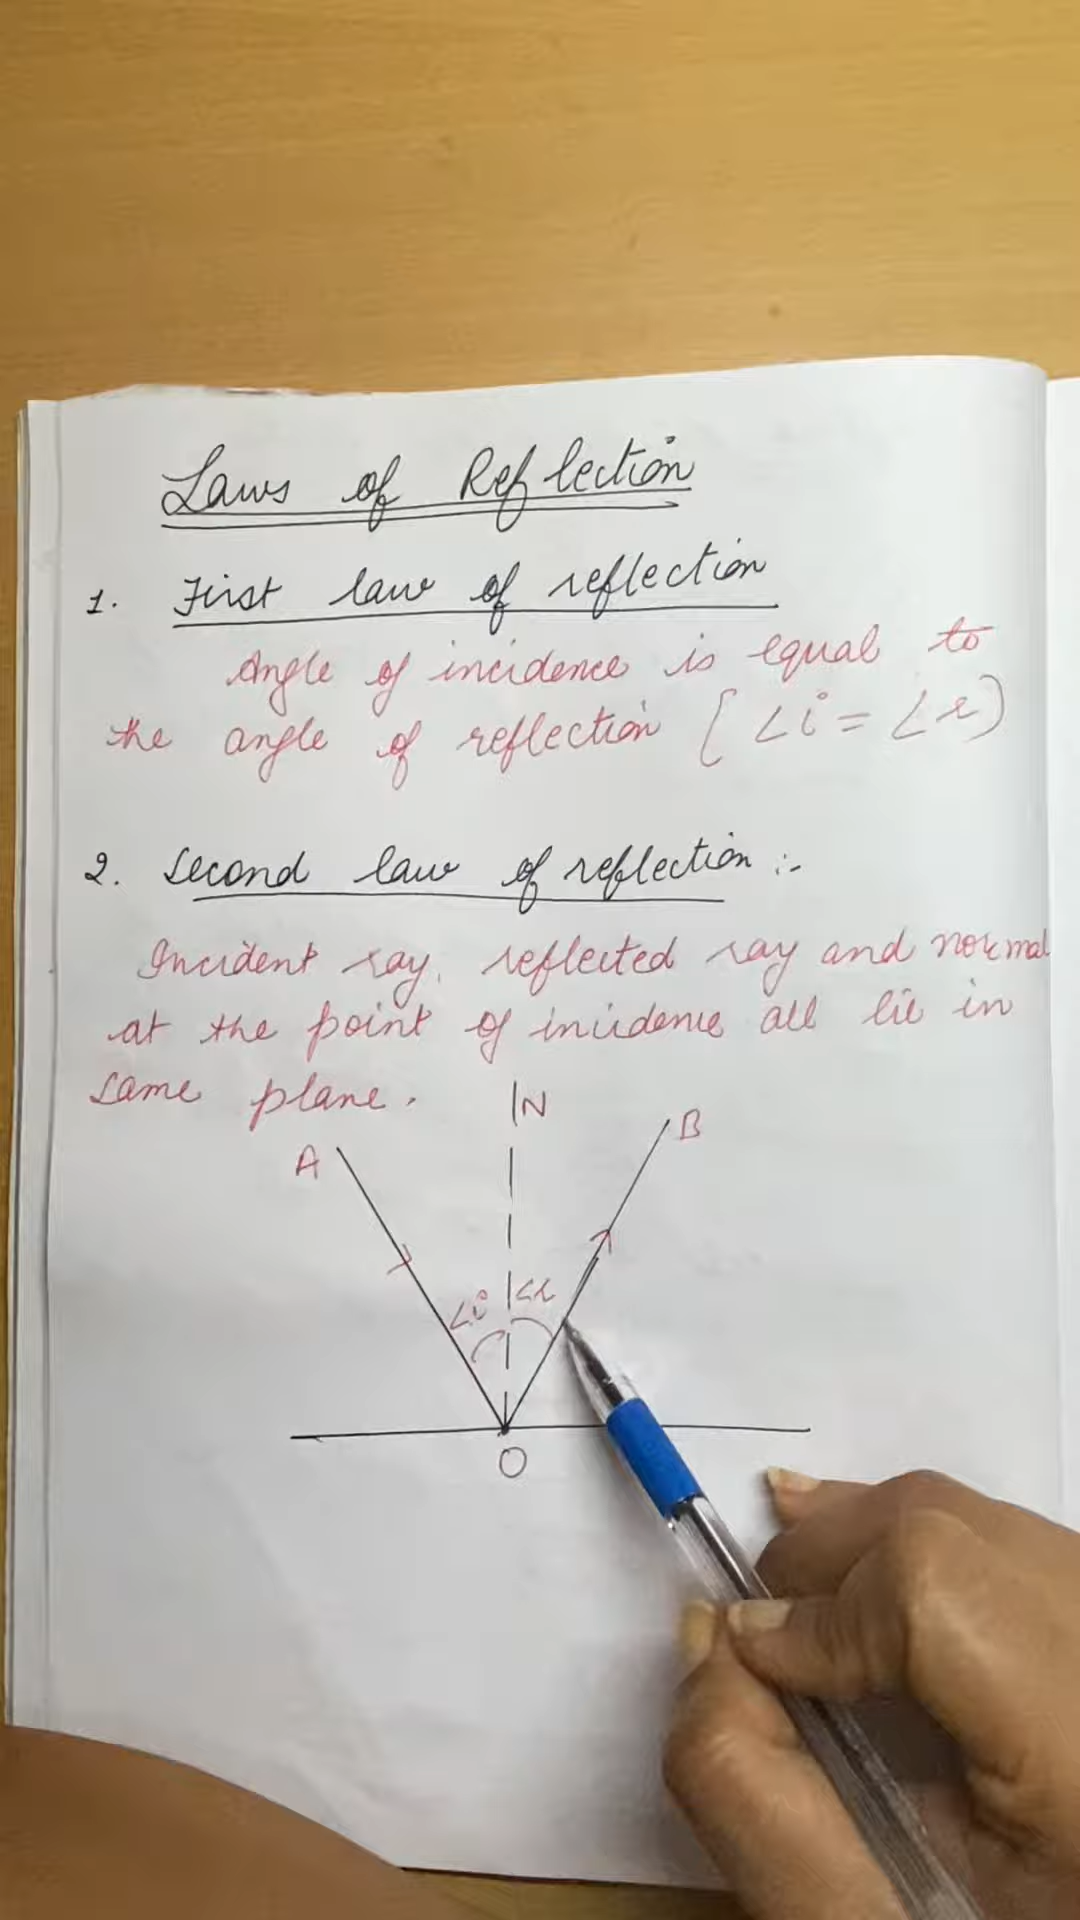 Laws of Reflection
1. First law of reflection
Angle of incidence is equal to
the angle of reflection [ ∠i = ∠r )
2. Second law of reflection :-
Incident ray, reflected ray and normal
at the point of incidence all lie in
same plane.
N
A
B
∠i
∠r
O